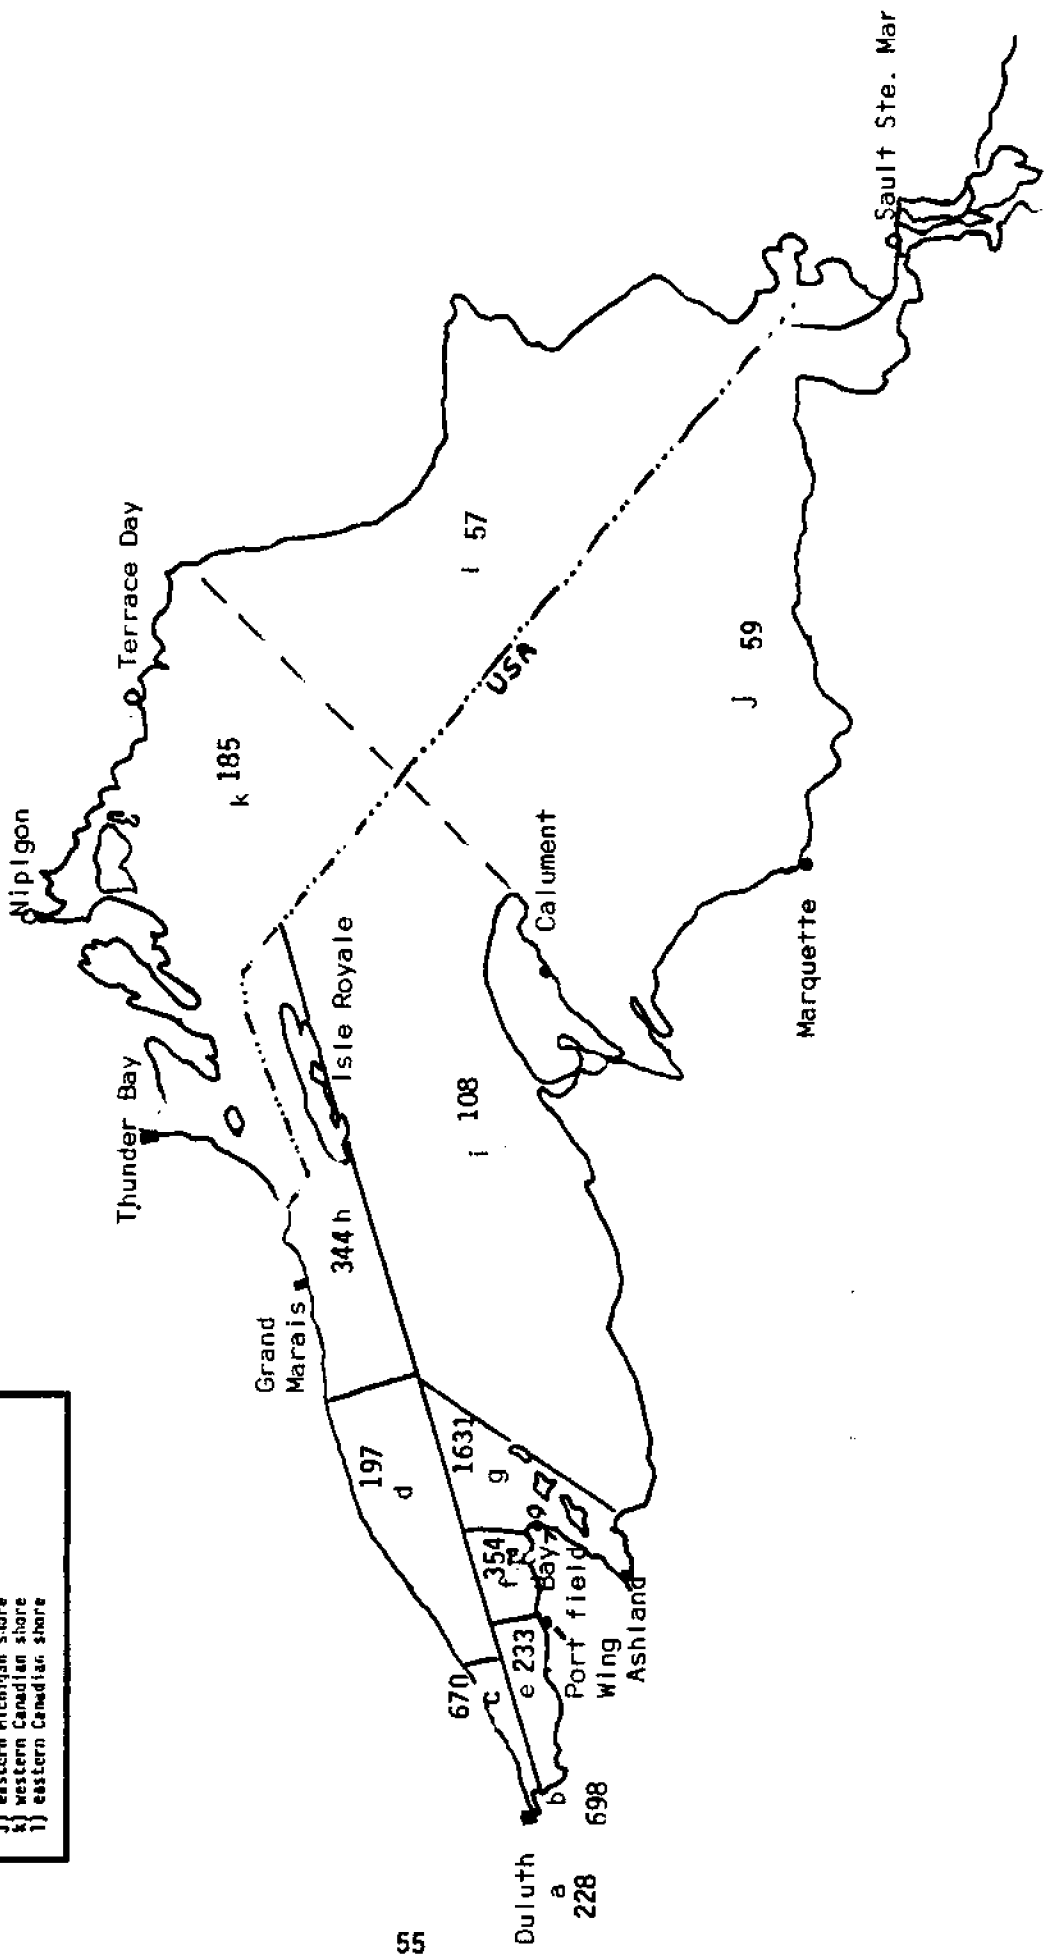 j) eastern Michigan shore
k) western Canadian shore
l) eastern Canadian shore
Niplgon
Terrace Day
Thunder Bay
k 185
Sault Ste. Mar
Grand
Marais
344 h
Isle Royale
l 57
USA
197
d
1631
g
i 108
Calument
J 59
Marquette
670
c
354
f
e 233
Bay
field
Port
Wing
Ashland
Duluth
a
228
b
698
55